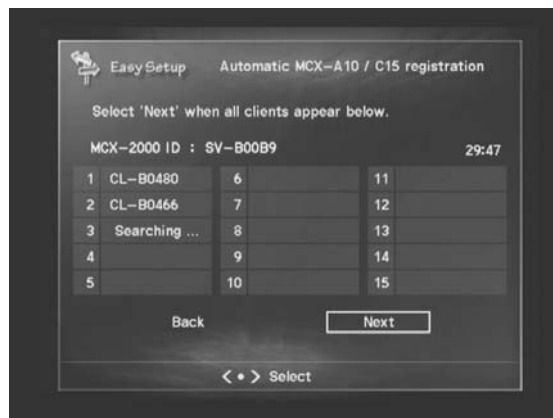 Easy Setup Automatic MCX-A10 / C15 registration
Select 'Next' when all clients appear below.
MCX-2000 ID : SV-B00B9 29:47
1 CL-B0480 6 11
2 CL-B0466 7 12
3 Searching ... 8 13
4 9 14
5 10 15
Back Next
< • > Select